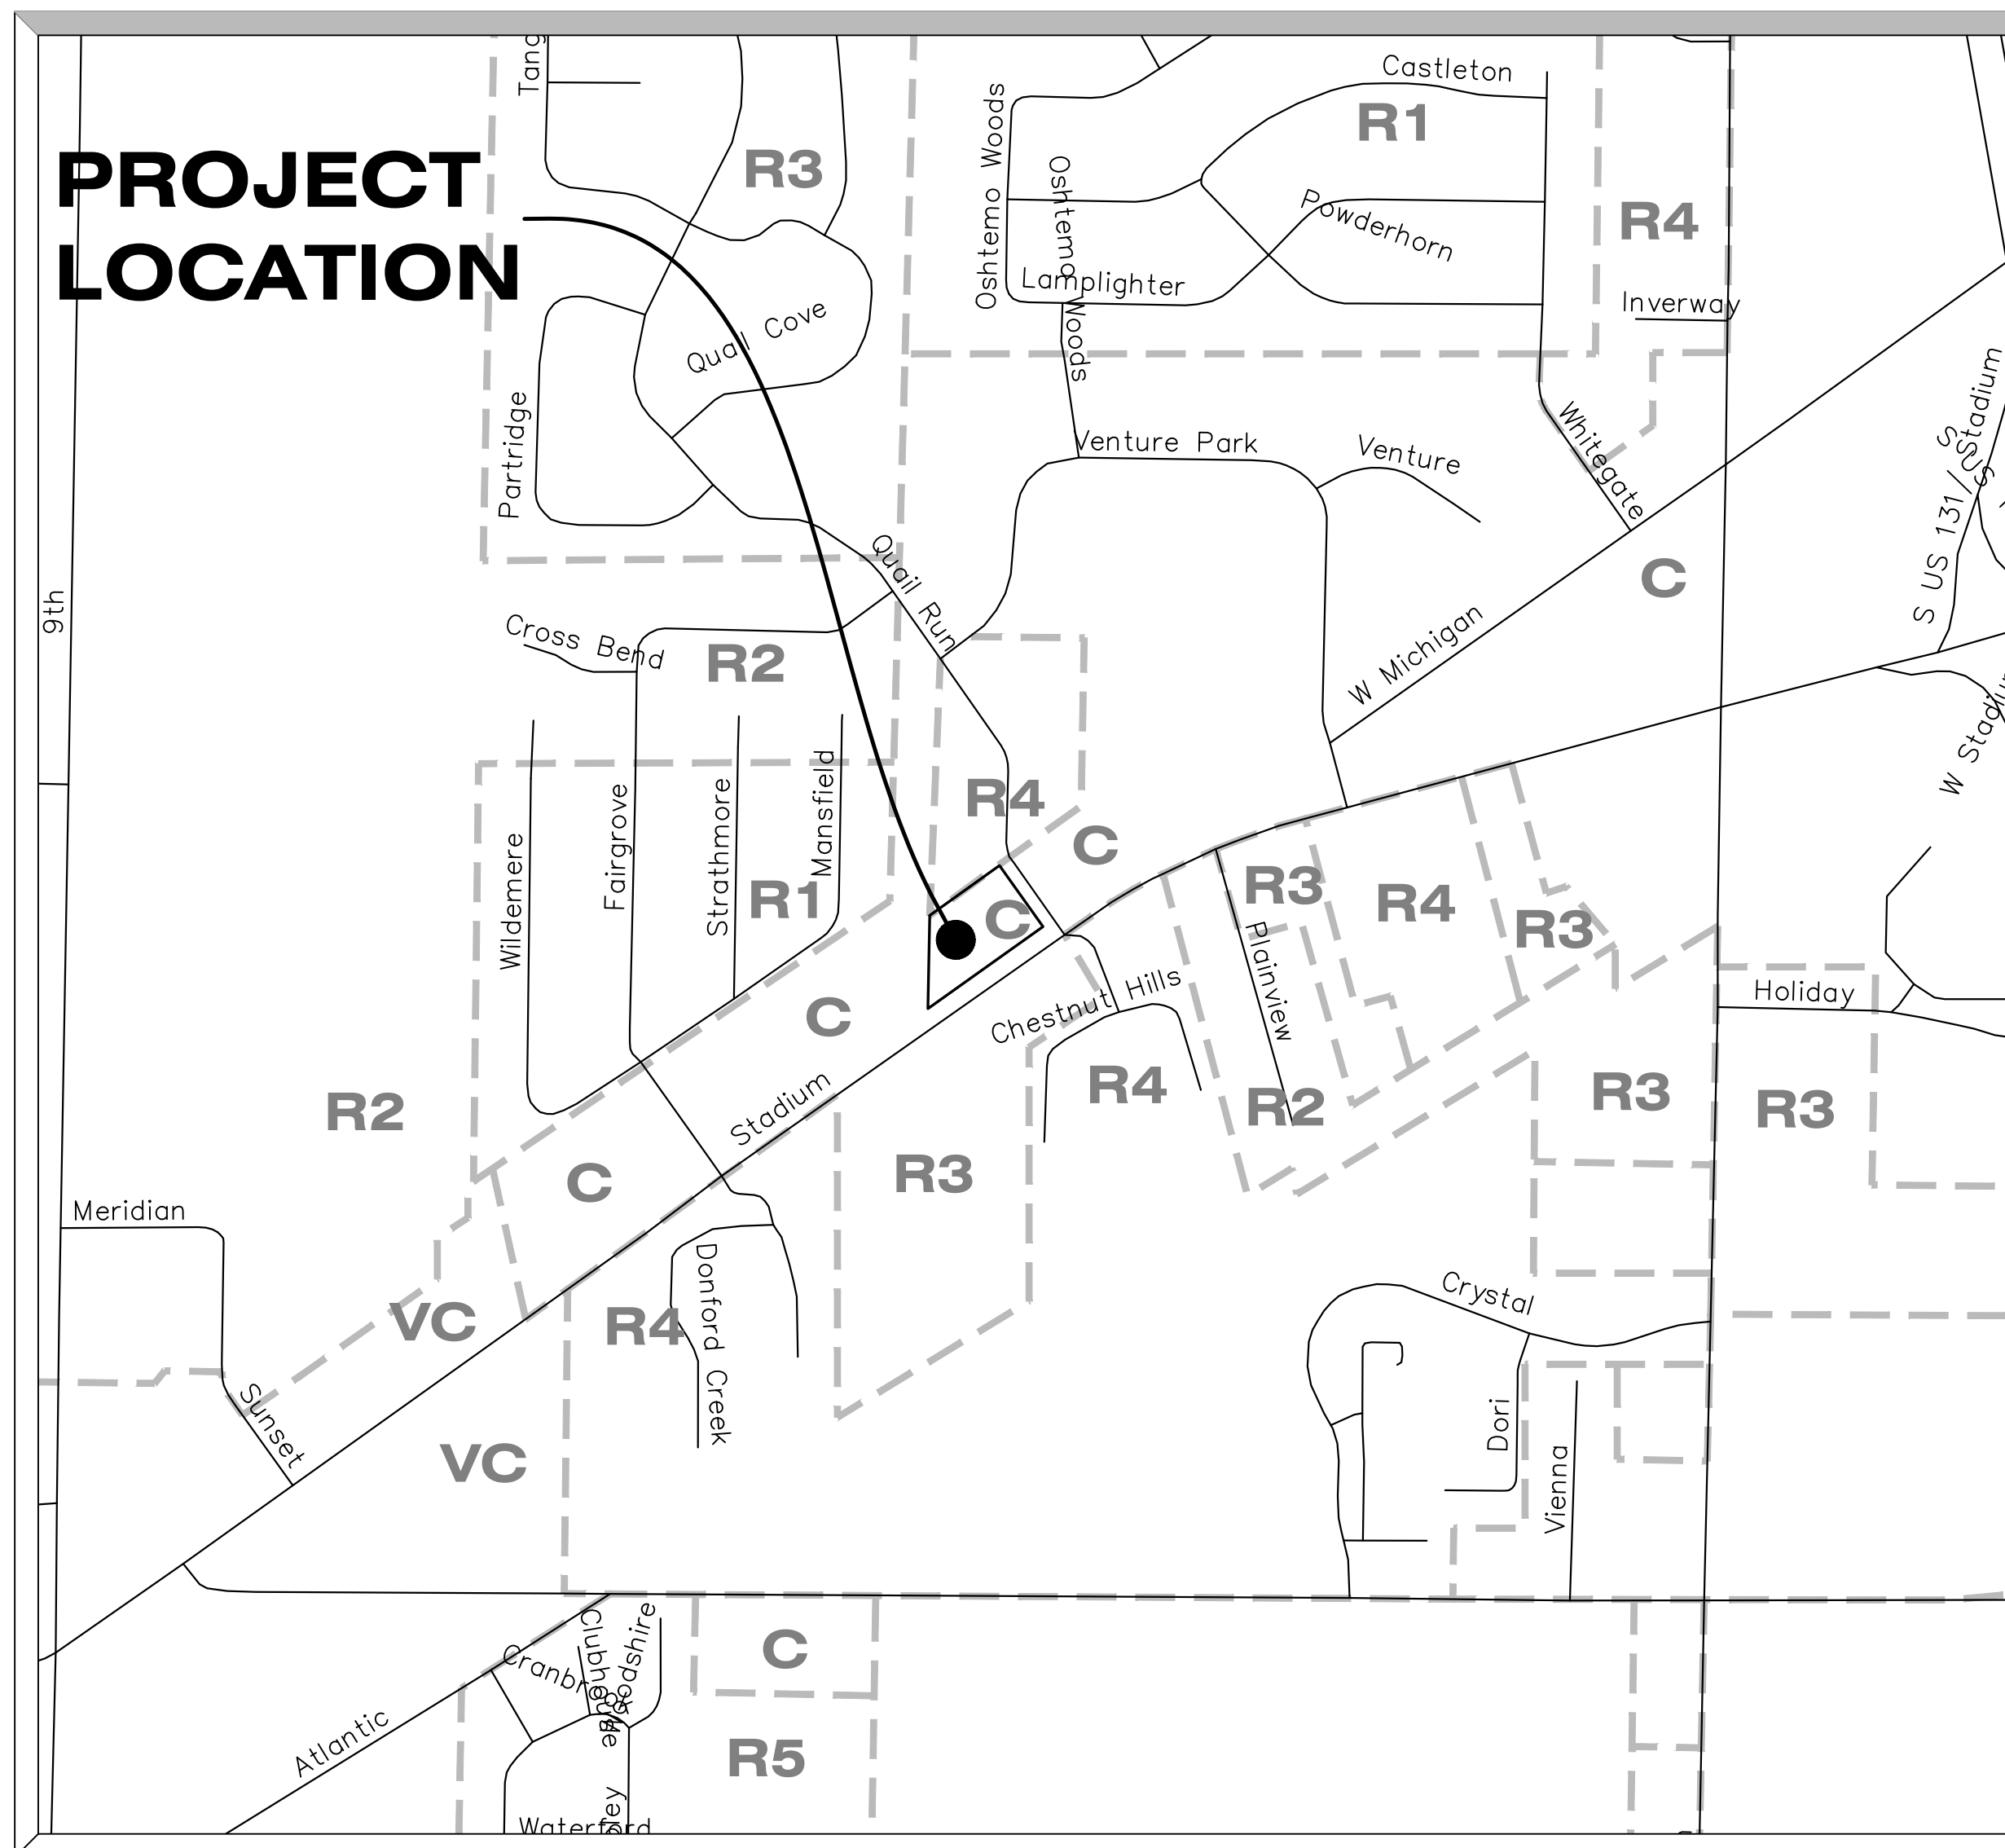 Tang
Castleton
R1
PROJECT
LOCATION
R3
Oshtemo Woods
Oshtemo Woods
Powderhorn
R4
Lamplighter
Inverway
Quail Cove
Partridge
Venture Park
Venture
Whitegate
S Stadium
S US 131/
9th
Quail Run
C
Cross Bend
R2
W Michigan
W Stadiu
Wildemere
Fairgrove
Strathmore
Mansfield
R1
R4
C
C
R3
R4
R3
Plainview
Chestnut Hills
Holiday
C
R2
Stadium
R4
R2
R3
R3
C
R3
Meridian
VC
R4
Donford Creek
Crystal
Sunset
VC
Dori
Vienna
Cranbrook
Clubhouse
Woodshire
C
Atlantic
R5
Waterford